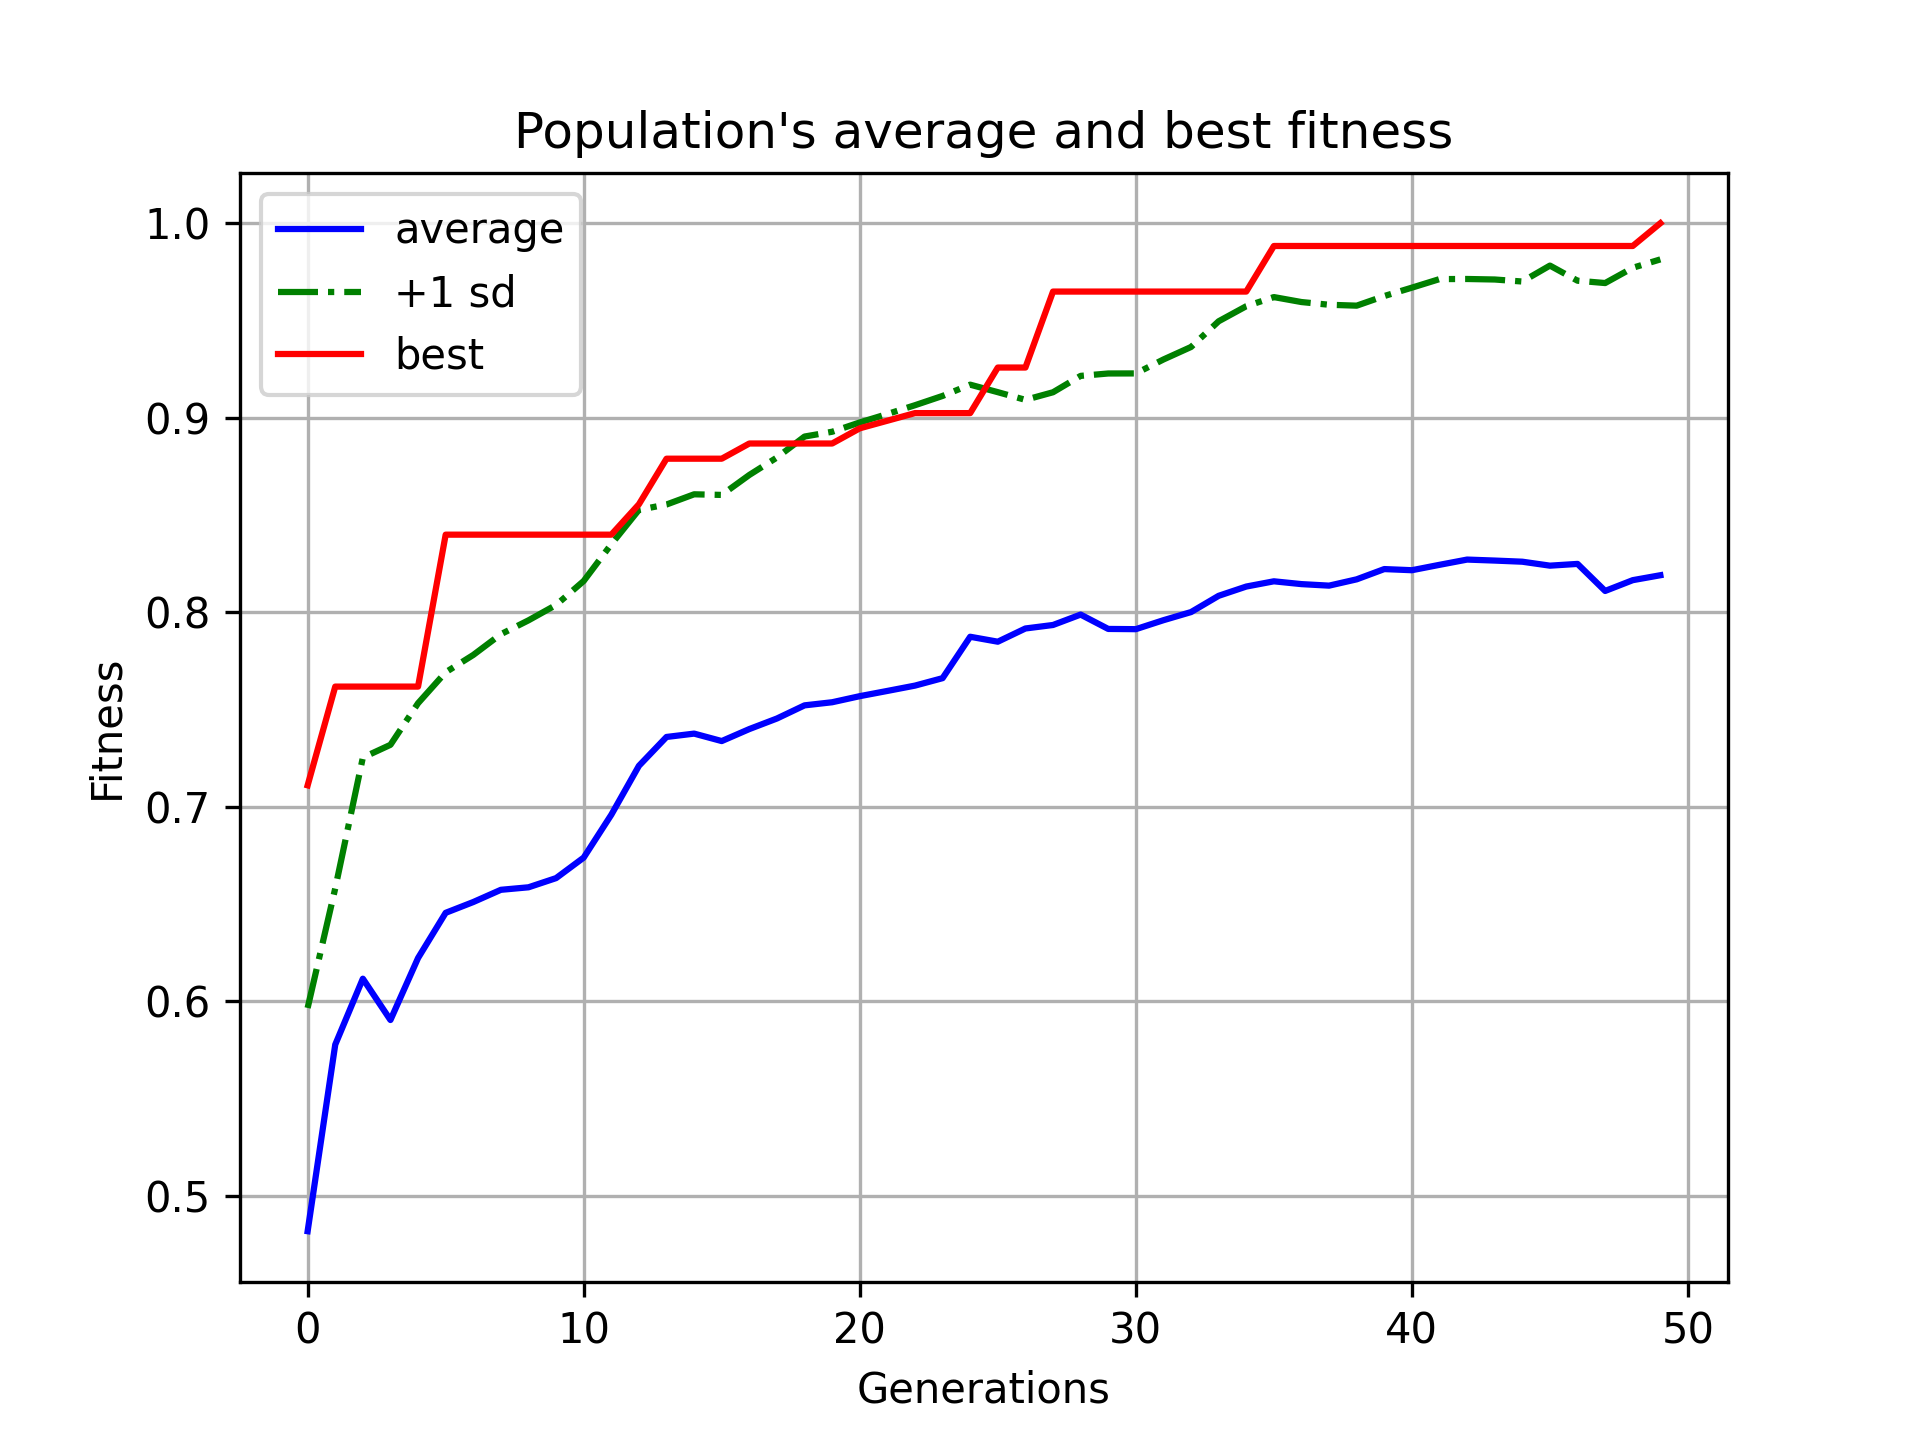 Population's average and best fitness
average
+1 sd
best
1.0
0.9
0.8
0.7
0.6
0.5
Fitness
0 10 20 30 40 50
Generations